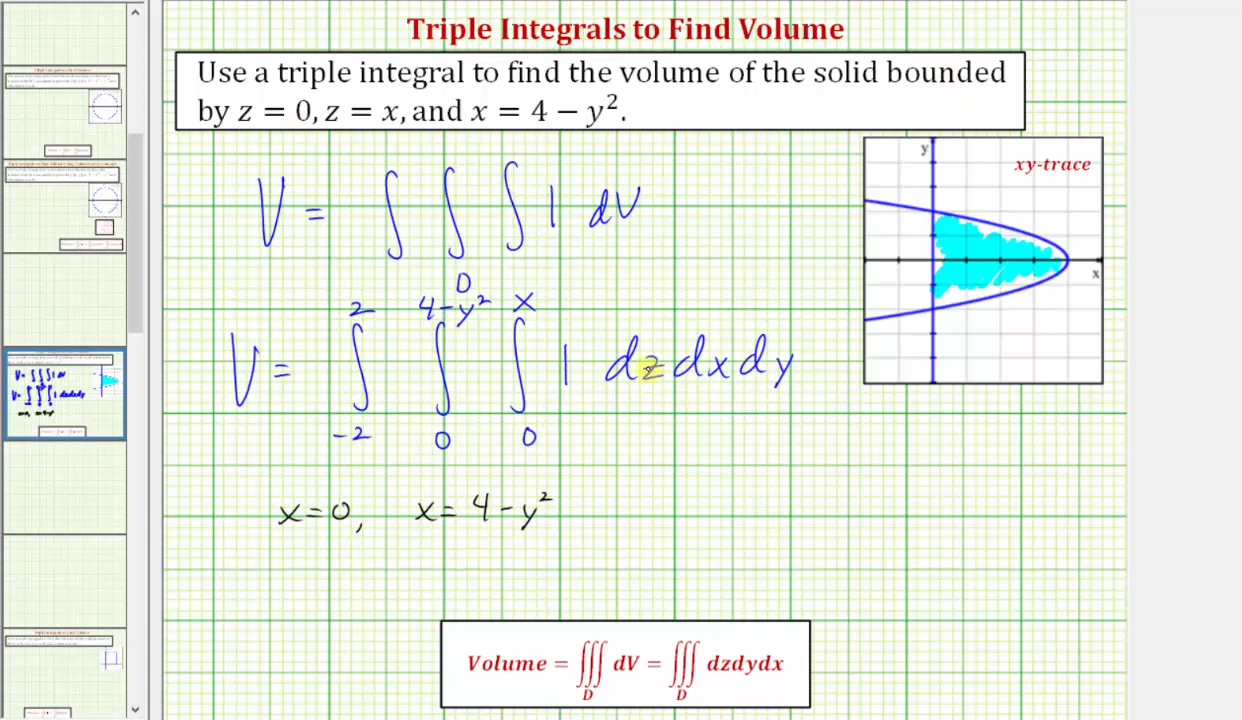 Triple Integrals to Find Volume
Use a triple integral to find the volume of the solid bounded
by z = 0, z = x, and x = 4 − y².
y
xy-trace
x
V = ∫ ∫ ∫ 1 dV
D
2 4-y² x
V = ∫ ∫ ∫ 1 dz dx dy
-2 0 0
x=0, x= 4-y²
Volume = ∭ dV = ∭ dzdydx
D D